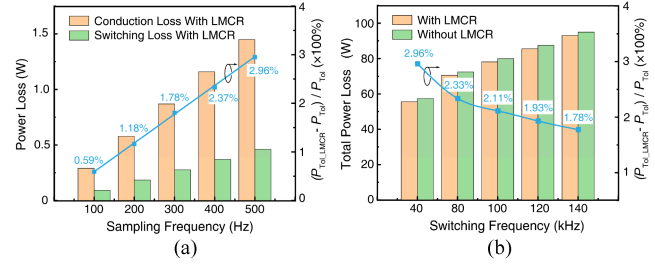 Conduction Loss With LMCR
Switching Loss With LMCR
Power Loss (W)
1.5
1.0
0.5
0
0.59%
1.18%
1.78%
2.37%
2.96%
4
3
2
1
0
(P_Tol_LMCR - P_Tol) / P_Tol (×100%)
100 200 300 400 500
Sampling Frequency (Hz)
(a)
With LMCR
Without LMCR
Total Power Loss (W)
100
80
60
40
20
0
2.96%
2.33%
2.11%
1.93%
1.78%
4
3
2
1
(P_Tol_LMCR - P_Tol) / P_Tol (×100%)
40 80 100 120 140
Switching Frequency (kHz)
(b)